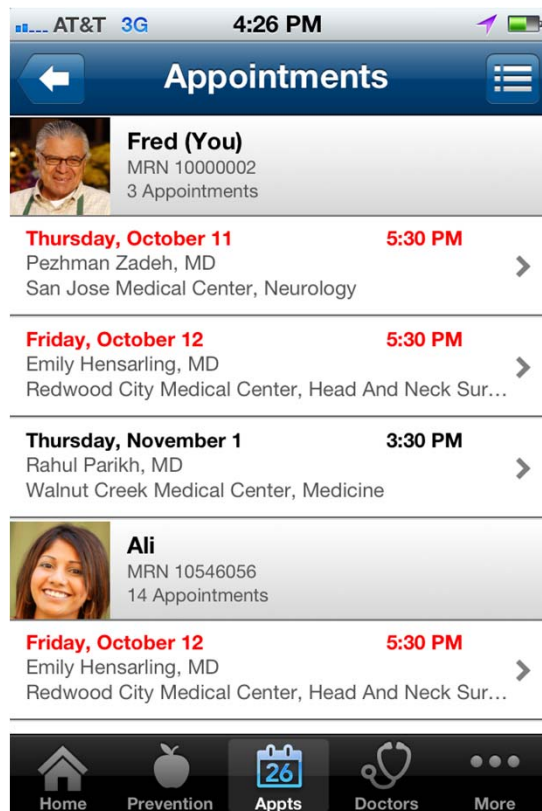 AT&T 3G 4:26 PM
Appointments
Fred (You)
MRN 10000002
3 Appointments
Thursday, October 11 5:30 PM
Pezhman Zadeh, MD
San Jose Medical Center, Neurology
Friday, October 12 5:30 PM
Emily Hensarling, MD
Redwood City Medical Center, Head And Neck Sur...
Thursday, November 1 3:30 PM
Rahul Parikh, MD
Walnut Creek Medical Center, Medicine
Ali
MRN 10546056
14 Appointments
Friday, October 12 5:30 PM
Emily Hensarling, MD
Redwood City Medical Center, Head And Neck Sur...
26
Home Prevention Appts Doctors More